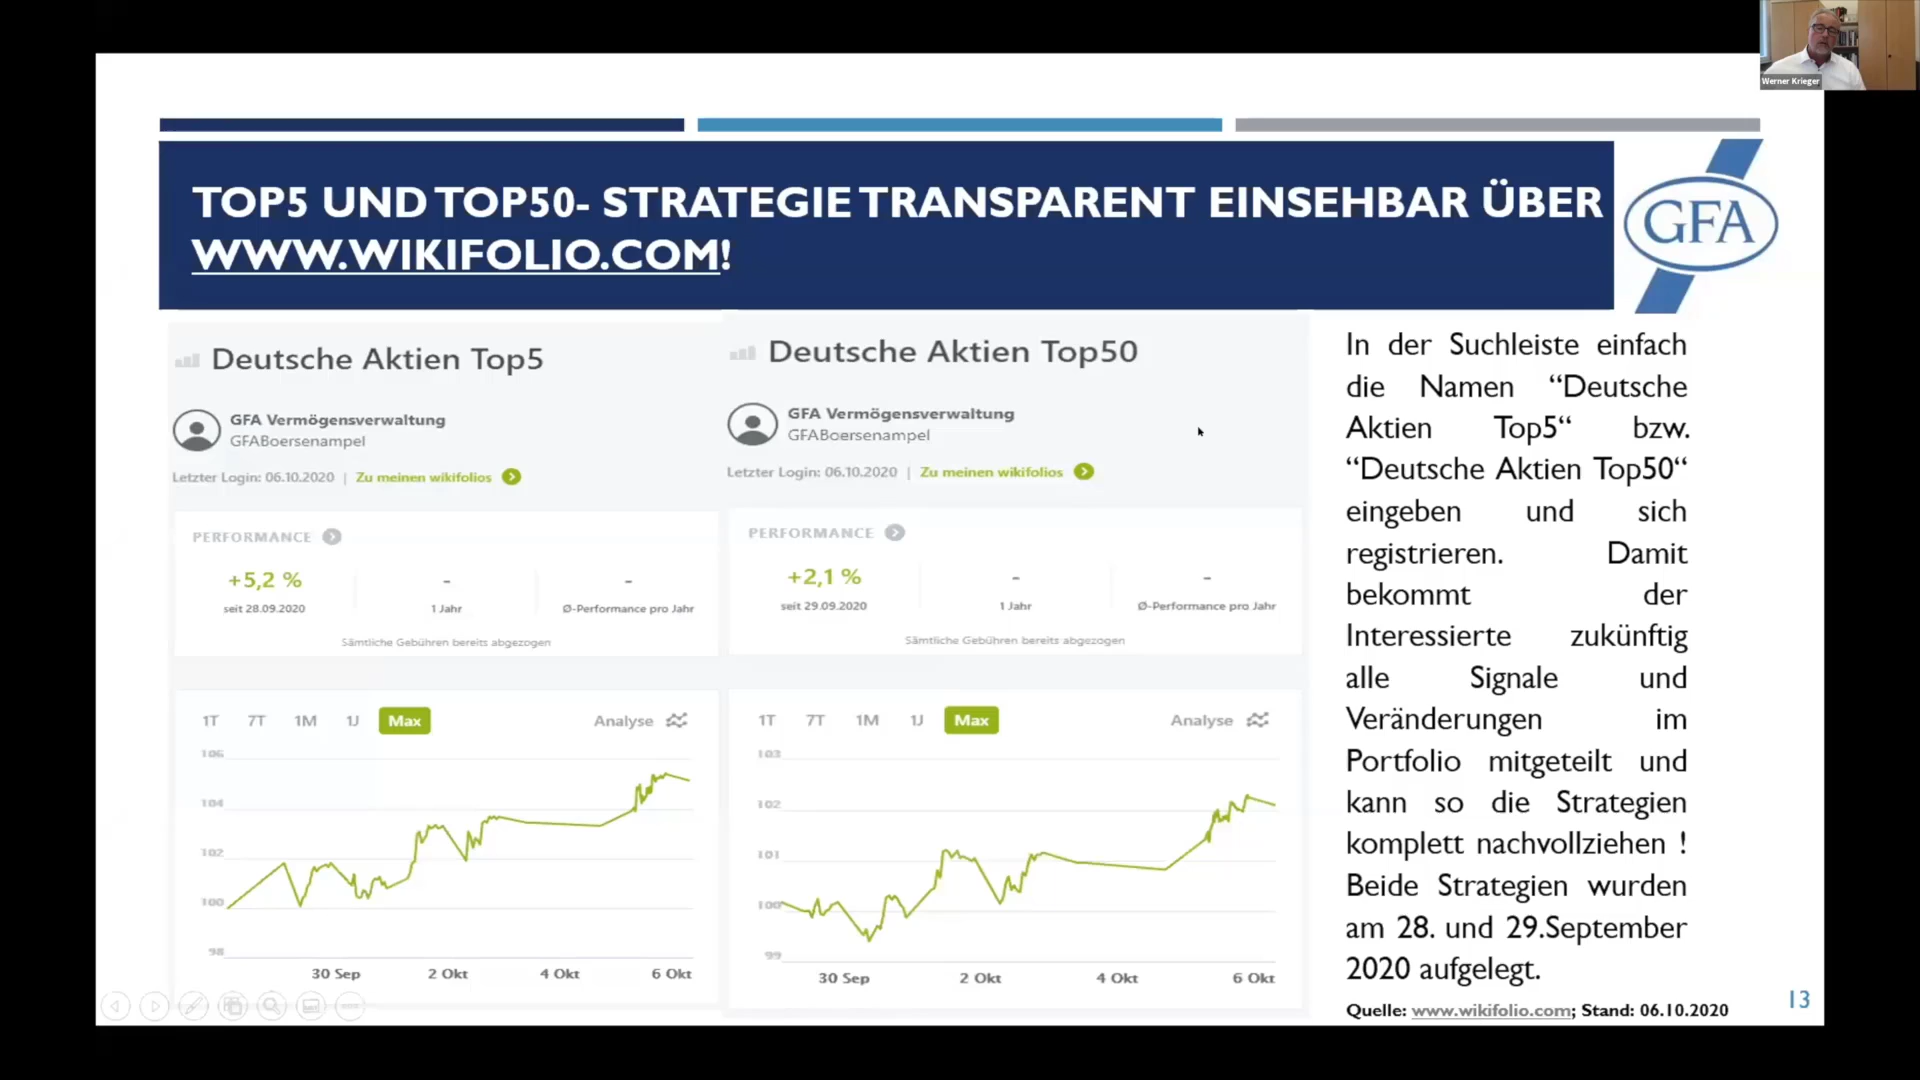 Werner Krieger
TOP5 UND TOP50- STRATEGIE TRANSPARENT EINSEHBAR ÜBER
WWW.WIKIFOLIO.COM!
GFA
Deutsche Aktien Top5
GFA Vermögensverwaltung
GFABoersenampel
Letzter Login: 06.10.2020 | Zu meinen wikifolios
PERFORMANCE
+5,2 % - -
seit 28.09.2020 1 Jahr Ø-Performance pro Jahr
Sämtliche Gebühren bereits abgezogen
1T 7T 1M 1J Max Analyse
106
104
102
100
98
30 Sep 2 Okt 4 Okt 6 Okt
Deutsche Aktien Top50
GFA Vermögensverwaltung
GFABoersenampel
Letzter Login: 06.10.2020 | Zu meinen wikifolios
PERFORMANCE
+2,1 % - -
seit 29.09.2020 1 Jahr Ø-Performance pro Jahr
Sämtliche Gebühren bereits abgezogen
1T 7T 1M 1J Max Analyse
103
102
101
100
99
30 Sep 2 Okt 4 Okt 6 Okt
In der Suchleiste einfach
die Namen “Deutsche
Aktien Top5“ bzw.
“Deutsche Aktien Top50“
eingeben und sich
registrieren. Damit
bekommt der
Interessierte zukünftig
alle Signale und
Veränderungen im
Portfolio mitgeteilt und
kann so die Strategien
komplett nachvollziehen !
Beide Strategien wurden
am 28. und 29.September
2020 aufgelegt.
Quelle: www.wikifolio.com; Stand: 06.10.2020
13